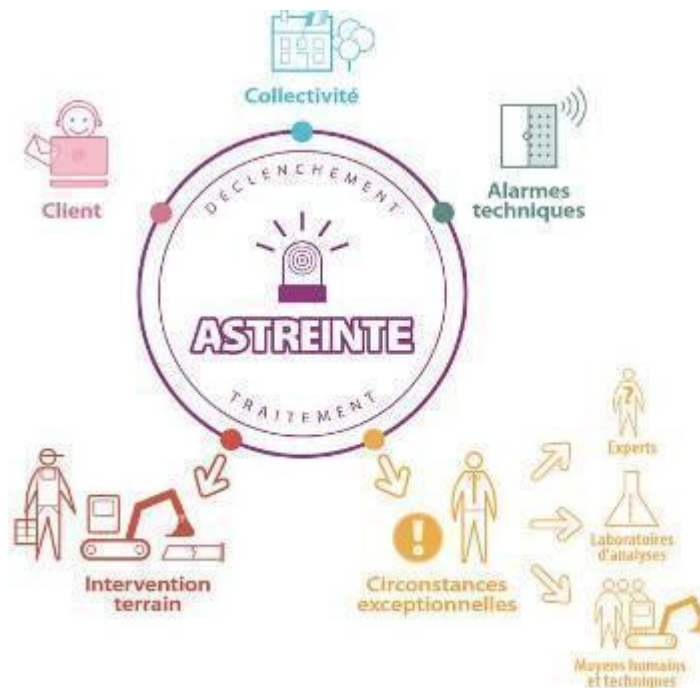 Collectivité
Client
Alarmes
techniques
DÉCLENCHEMENT
ASTREINTE
TRAITEMENT
Intervention
terrain
Circonstances
exceptionnelles
Experts
Laboratoires
d'analyses
Moyens humains
et techniques